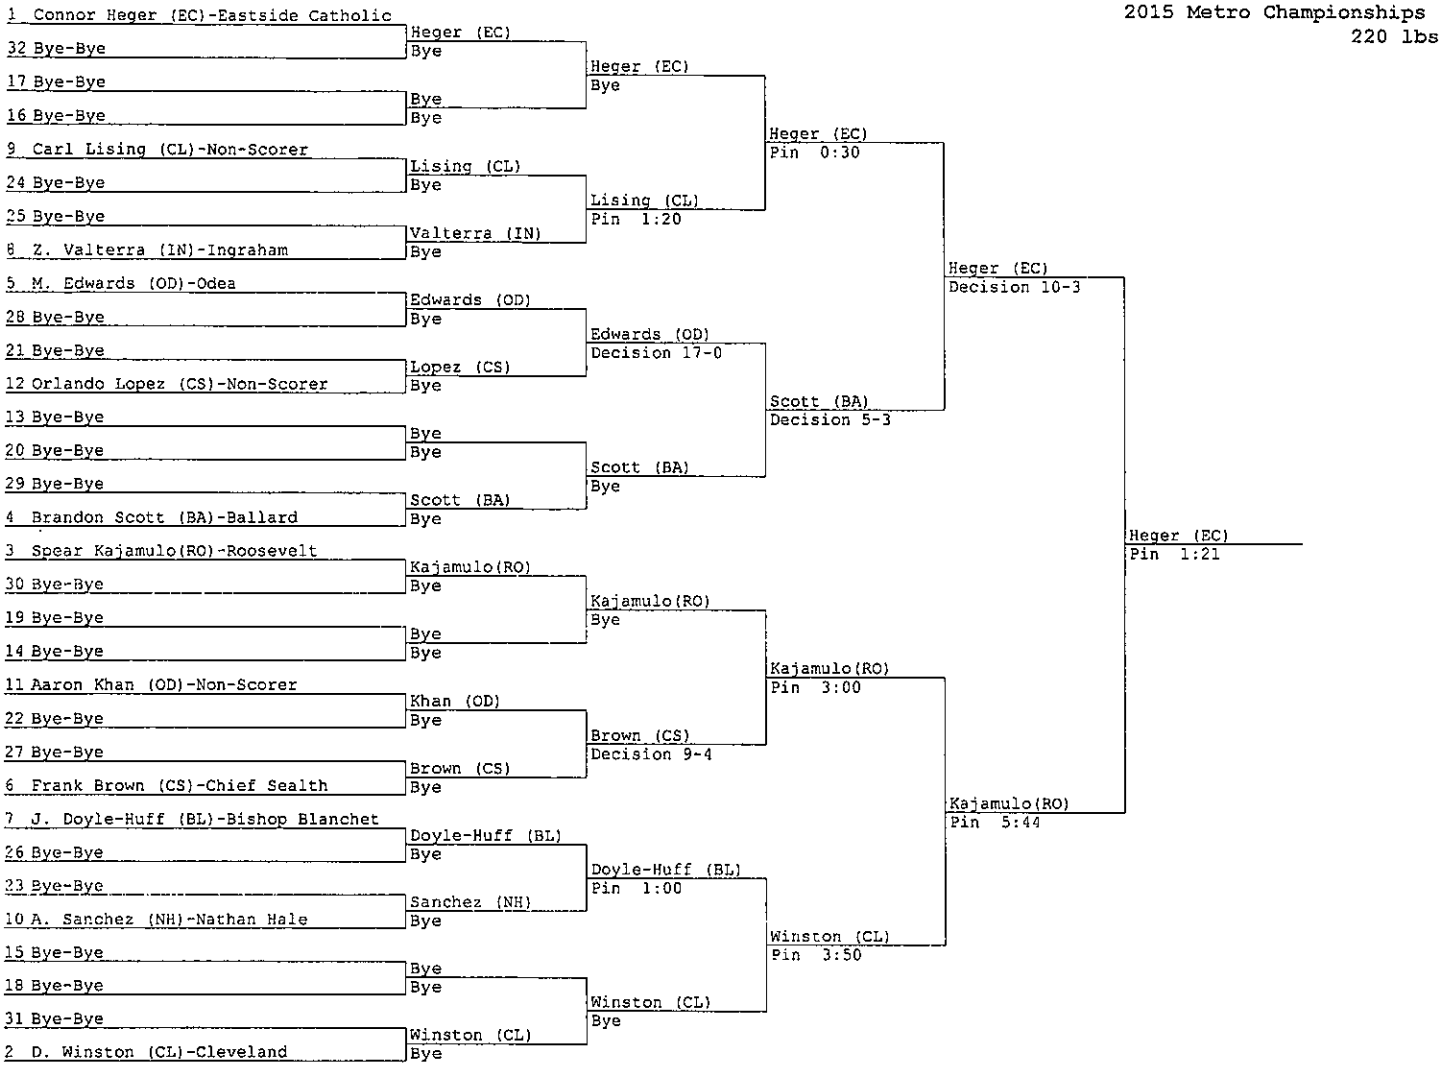 2015 Metro Championships
220 lbs
1 Connor Heger (EC)-Eastside Catholic
32 Bye-Bye
17 Bye-Bye
16 Bye-Bye
9 Carl Lising (CL)-Non-Scorer
24 Bye-Bye
25 Bye-Bye
8 Z. Valterra (IN)-Ingraham
5 M. Edwards (OD)-Odea
28 Bye-Bye
21 Bye-Bye
12 Orlando Lopez (CS)-Non-Scorer
13 Bye-Bye
20 Bye-Bye
29 Bye-Bye
4 Brandon Scott (BA)-Ballard
3 Spear Kajamulo(RO)-Roosevelt
30 Bye-Bye
19 Bye-Bye
14 Bye-Bye
11 Aaron Khan (OD)-Non-Scorer
22 Bye-Bye
27 Bye-Bye
6 Frank Brown (CS)-Chief Sealth
7 J. Doyle-Huff (BL)-Bishop Blanchet
26 Bye-Bye
23 Bye-Bye
10 A. Sanchez (NH)-Nathan Hale
15 Bye-Bye
18 Bye-Bye
31 Bye-Bye
2 D. Winston (CL)-Cleveland
Heger (EC)
Bye
Bye
Bye
Lising (CL)
Bye
Valterra (IN)
Bye
Edwards (OD)
Bye
Lopez (CS)
Bye
Bye
Bye
Scott (BA)
Bye
Kajamulo(RO)
Bye
Bye
Bye
Khan (OD)
Bye
Brown (CS)
Bye
Doyle-Huff (BL)
Bye
Sanchez (NH)
Bye
Bye
Bye
Winston (CL)
Bye
Heger (EC)
Bye
Lising (CL)
Pin 1:20
Edwards (OD)
Decision 17-0
Scott (BA)
Bye
Kajamulo(RO)
Bye
Brown (CS)
Decision 9-4
Doyle-Huff (BL)
Pin 1:00
Winston (CL)
Bye
Heger (EC)
Pin 0:30
Scott (BA)
Decision 5-3
Kajamulo(RO)
Pin 3:00
Winston (CL)
Pin 3:50
Heger (EC)
Decision 10-3
Kajamulo(RO)
Pin 5:44
Heger (EC)
Pin 1:21